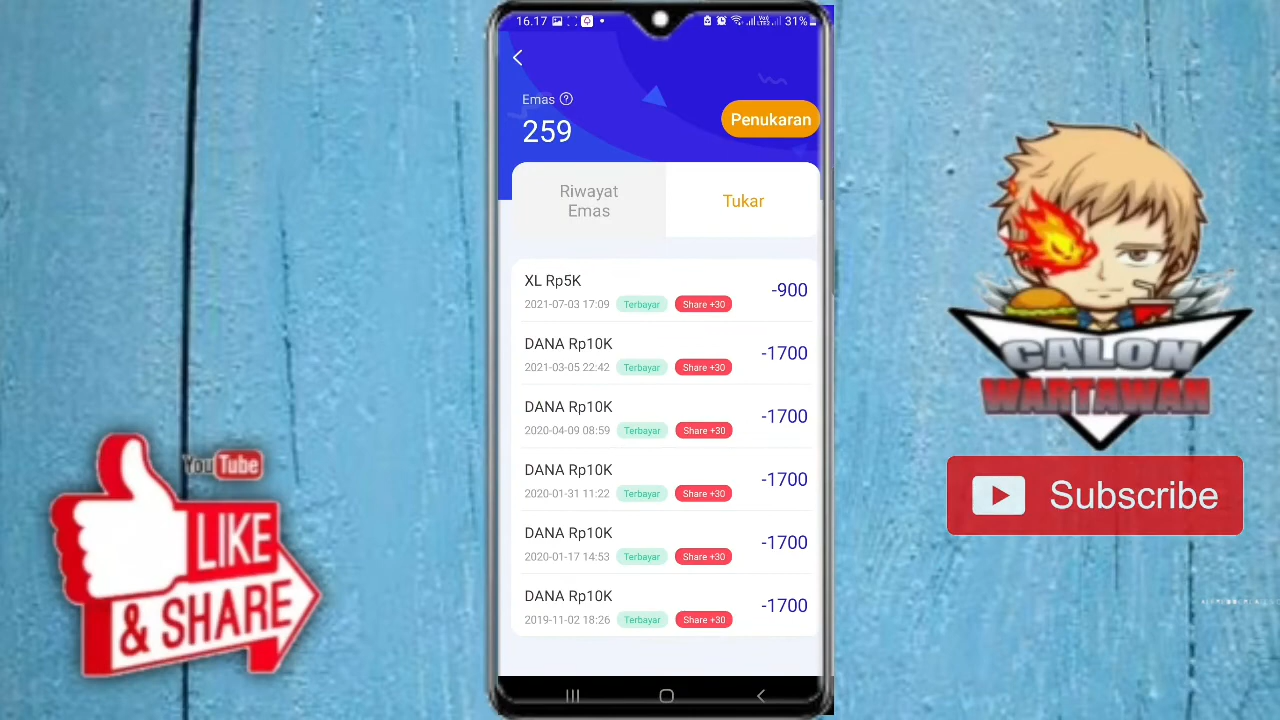 16.17
31%
Emas ?
259
Penukaran
Riwayat
Emas
Tukar
XL Rp5K
-900
2021-07-03 17:09 Terbayar Share +30
DANA Rp10K
-1700
2021-03-05 22:42 Terbayar Share +30
DANA Rp10K
-1700
2020-04-09 08:59 Terbayar Share +30
DANA Rp10K
-1700
2020-01-31 11:22 Terbayar Share +30
DANA Rp10K
-1700
2020-01-17 14:53 Terbayar Share +30
DANA Rp10K
-1700
2019-11-02 18:26 Terbayar Share +30
YouTube
LIKE
& SHARE
CALON
WARTAWAN
Subscribe